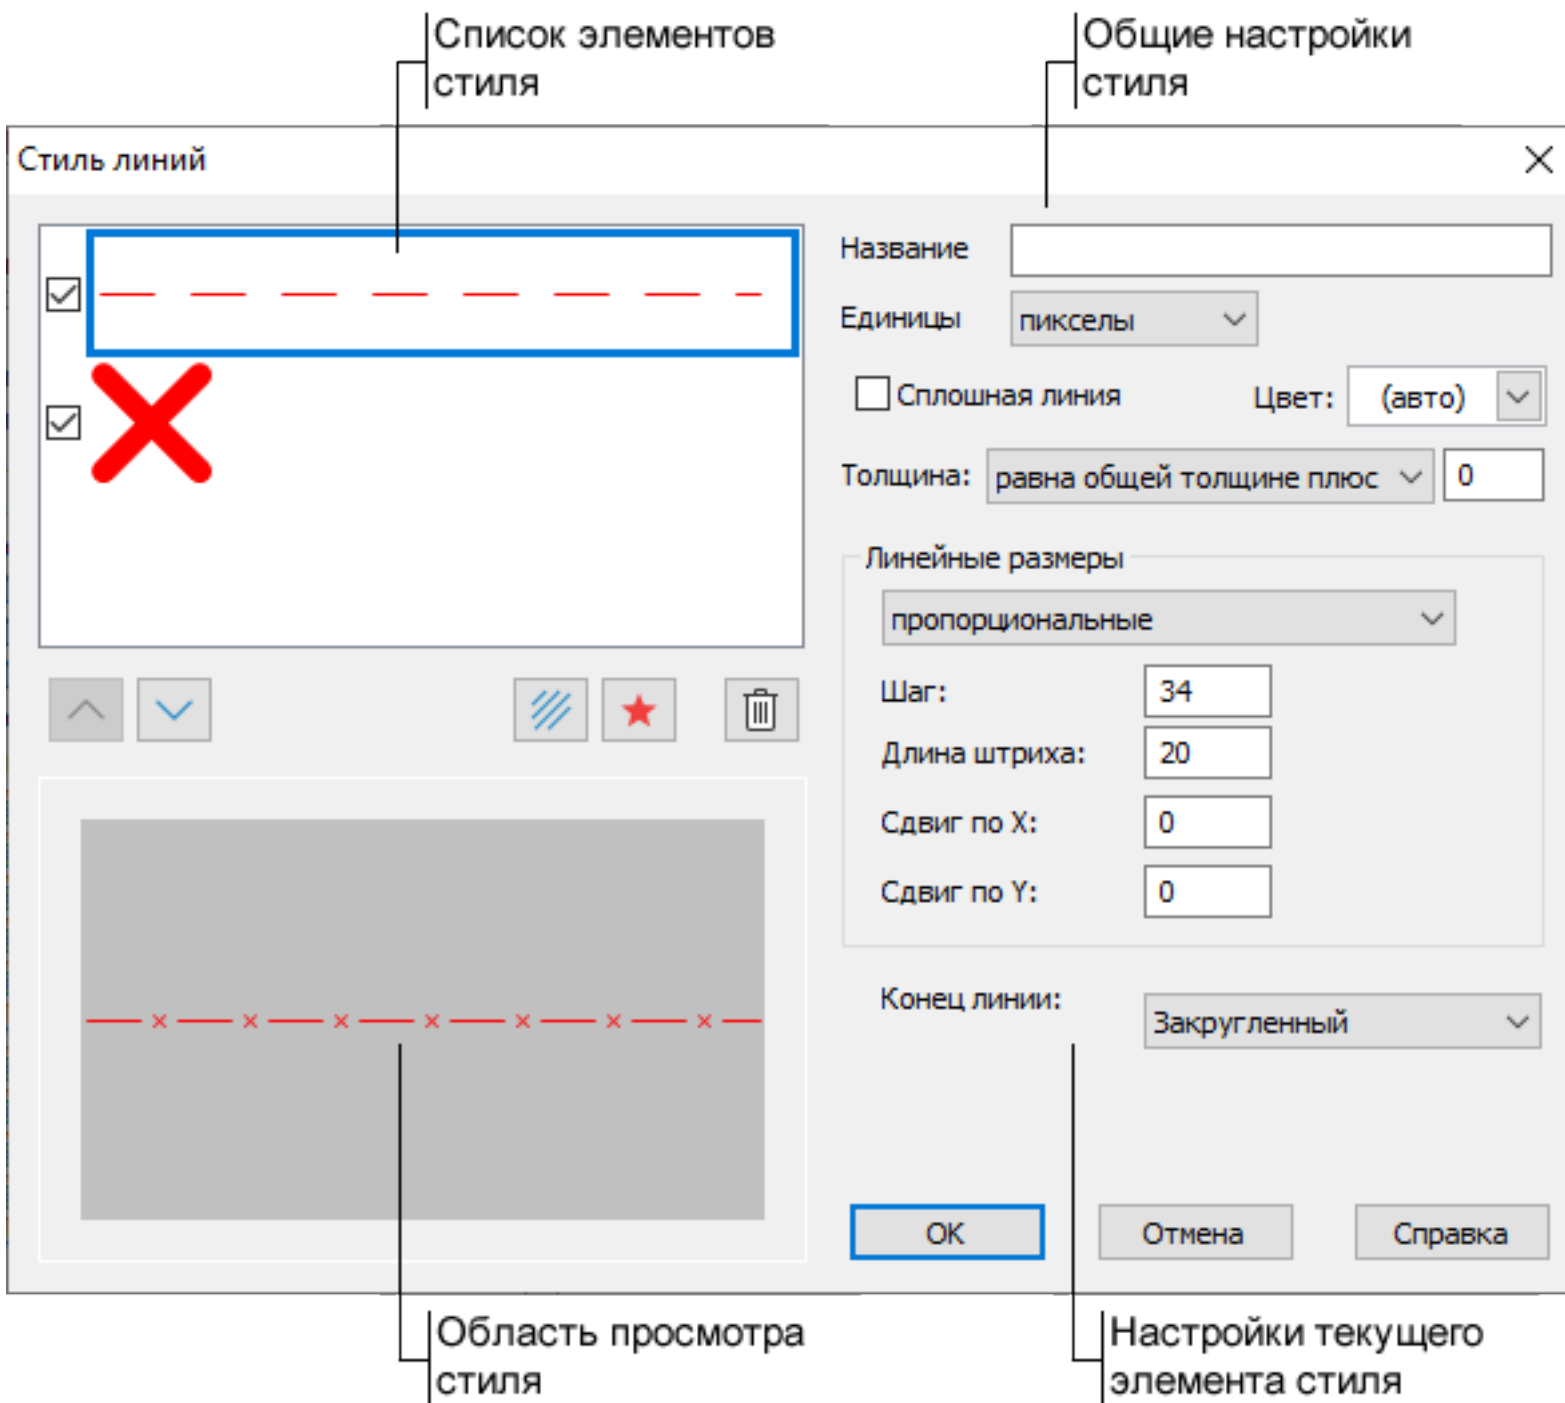 Список элементов
стиля
Общие настройки
стиля
Стиль линий
Название
Единицы
пикселы
Сплошная линия
Цвет:
(авто)
Толщина:
равна общей толщине плюс
0
Линейные размеры
пропорциональные
Шаг:
34
Длина штриха:
20
Сдвиг по X:
0
Сдвиг по Y:
0
Конец линии:
Закругленный
OK
Отмена
Справка
Область просмотра
стиля
Настройки текущего
элемента стиля